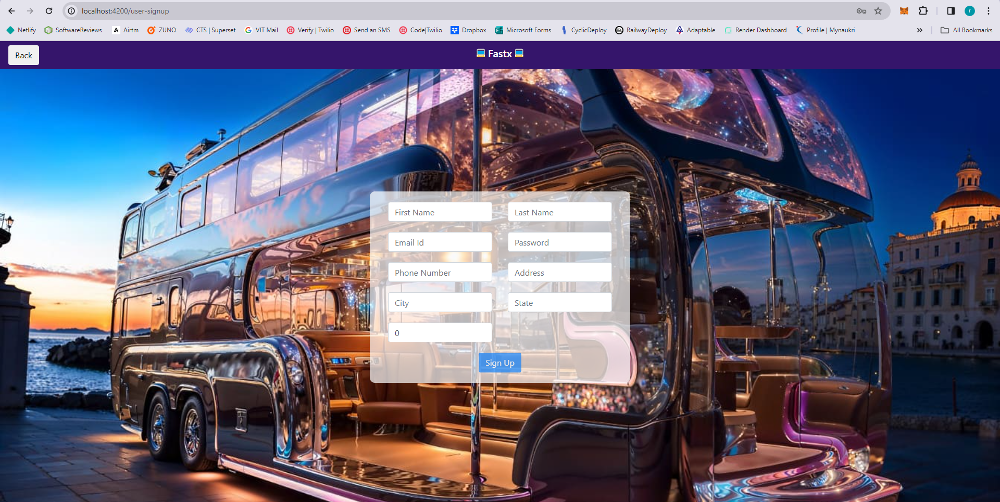 localhost:4200/user-signup
r
Netlify SoftwareReviews Airtm ZUNO CTS | Superset VIT Mail Verify | Twilio Send an SMS Code|Twilio Dropbox Microsoft Forms CyclicDeploy RailwayDeploy Adaptable Render Dashboard Profile | Mynaukri All Bookmarks
Back Fastx
First Name Last Name
Email Id Password
Phone Number Address
City State
0
Sign Up